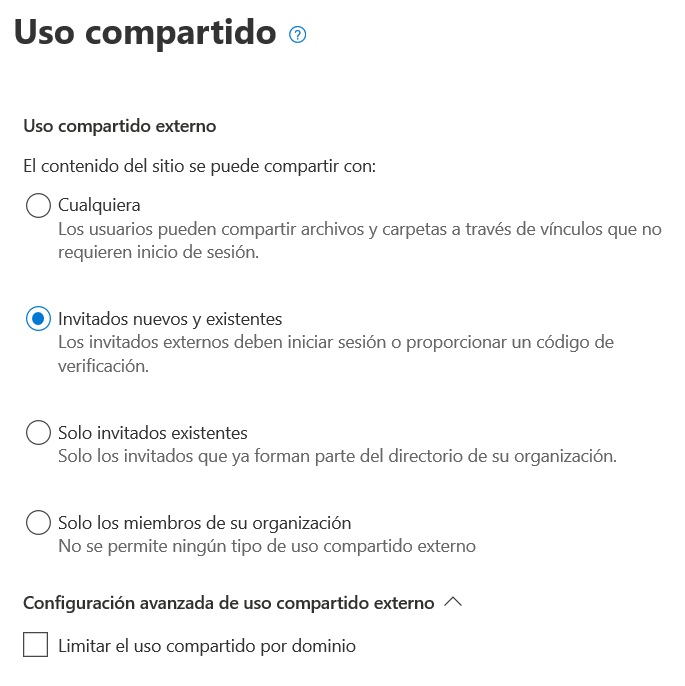 Uso compartido
Uso compartido externo
El contenido del sitio se puede compartir con:
Cualquiera
Los usuarios pueden compartir archivos y carpetas a través de vínculos que no
requieren inicio de sesión.
Invitados nuevos y existentes
Los invitados externos deben iniciar sesión o proporcionar un código de
verificación.
Solo invitados existentes
Solo los invitados que ya forman parte del directorio de su organización.
Solo los miembros de su organización
No se permite ningún tipo de uso compartido externo
Configuración avanzada de uso compartido externo
Limitar el uso compartido por dominio